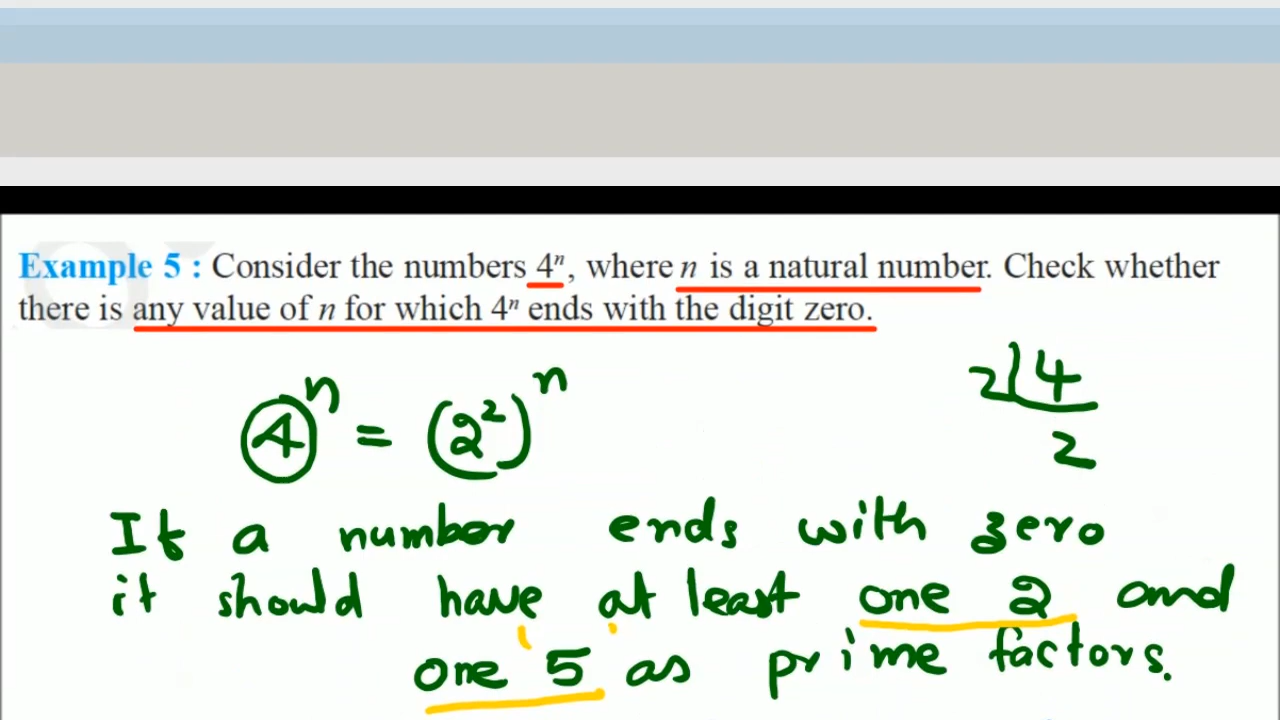 Example 5 : Consider the numbers 4ⁿ, where n is a natural number. Check whether
there is any value of n for which 4ⁿ ends with the digit zero.
4ⁿ = (2²)ⁿ
2 4
2
If a number ends with zero
it should have at least one 2 and
one 5 as prime factors.